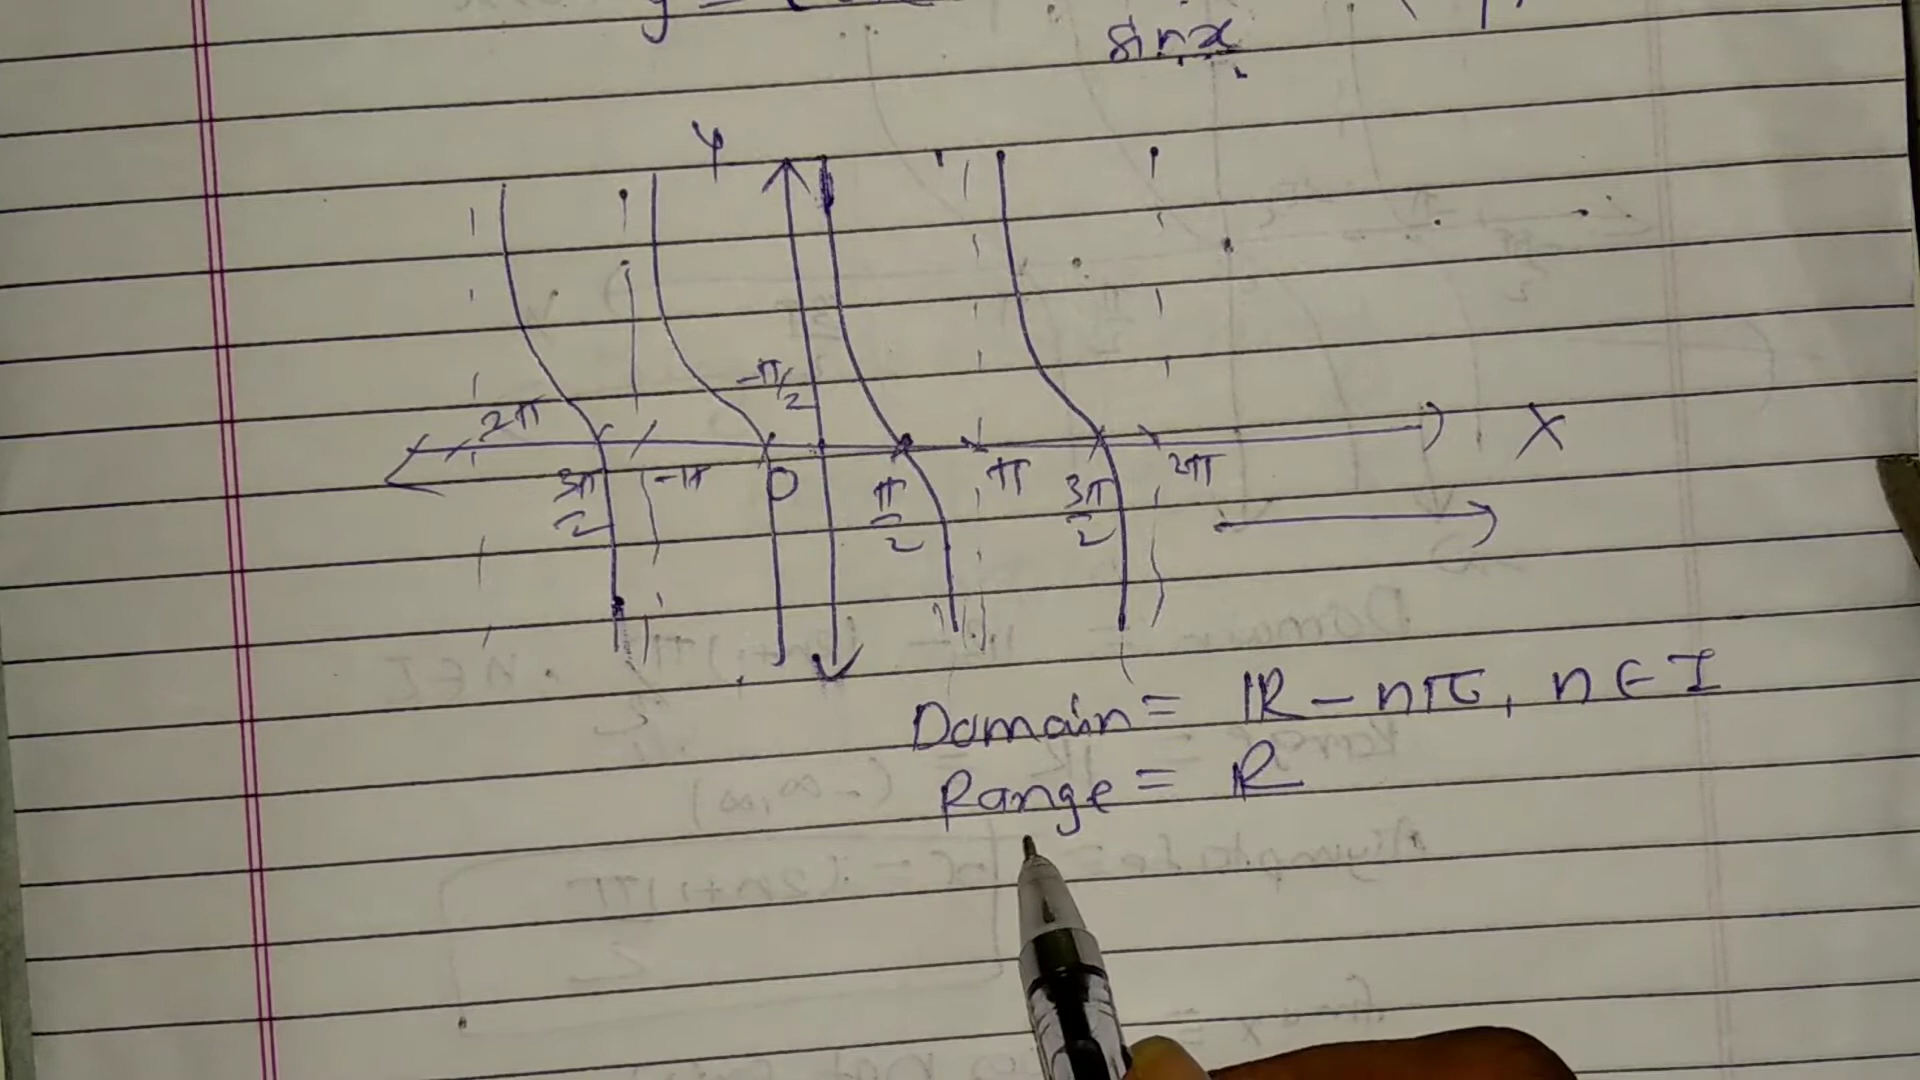 y =
sinx
Y
-π/2
2π
X
3π/2 -π 0 π/2 π 3π/2 2π
Domain = R - nπ, n ∈ I
Range = R